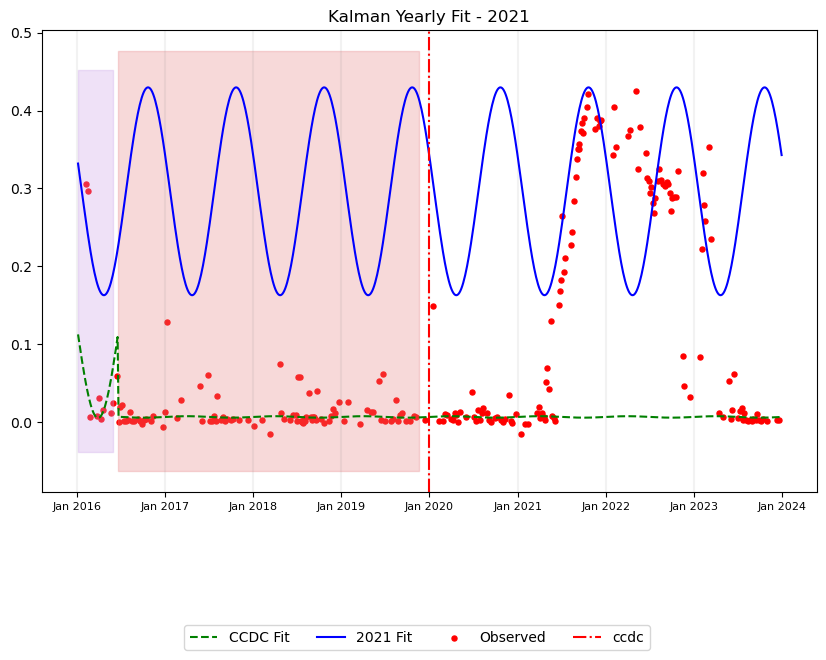 Kalman Yearly Fit - 2021
0.5
0.4
0.3
0.2
0.1
0.0
Jan 2016 Jan 2017 Jan 2018 Jan 2019 Jan 2020 Jan 2021 Jan 2022 Jan 2023 Jan 2024
CCDC Fit 2021 Fit Observed ccdc